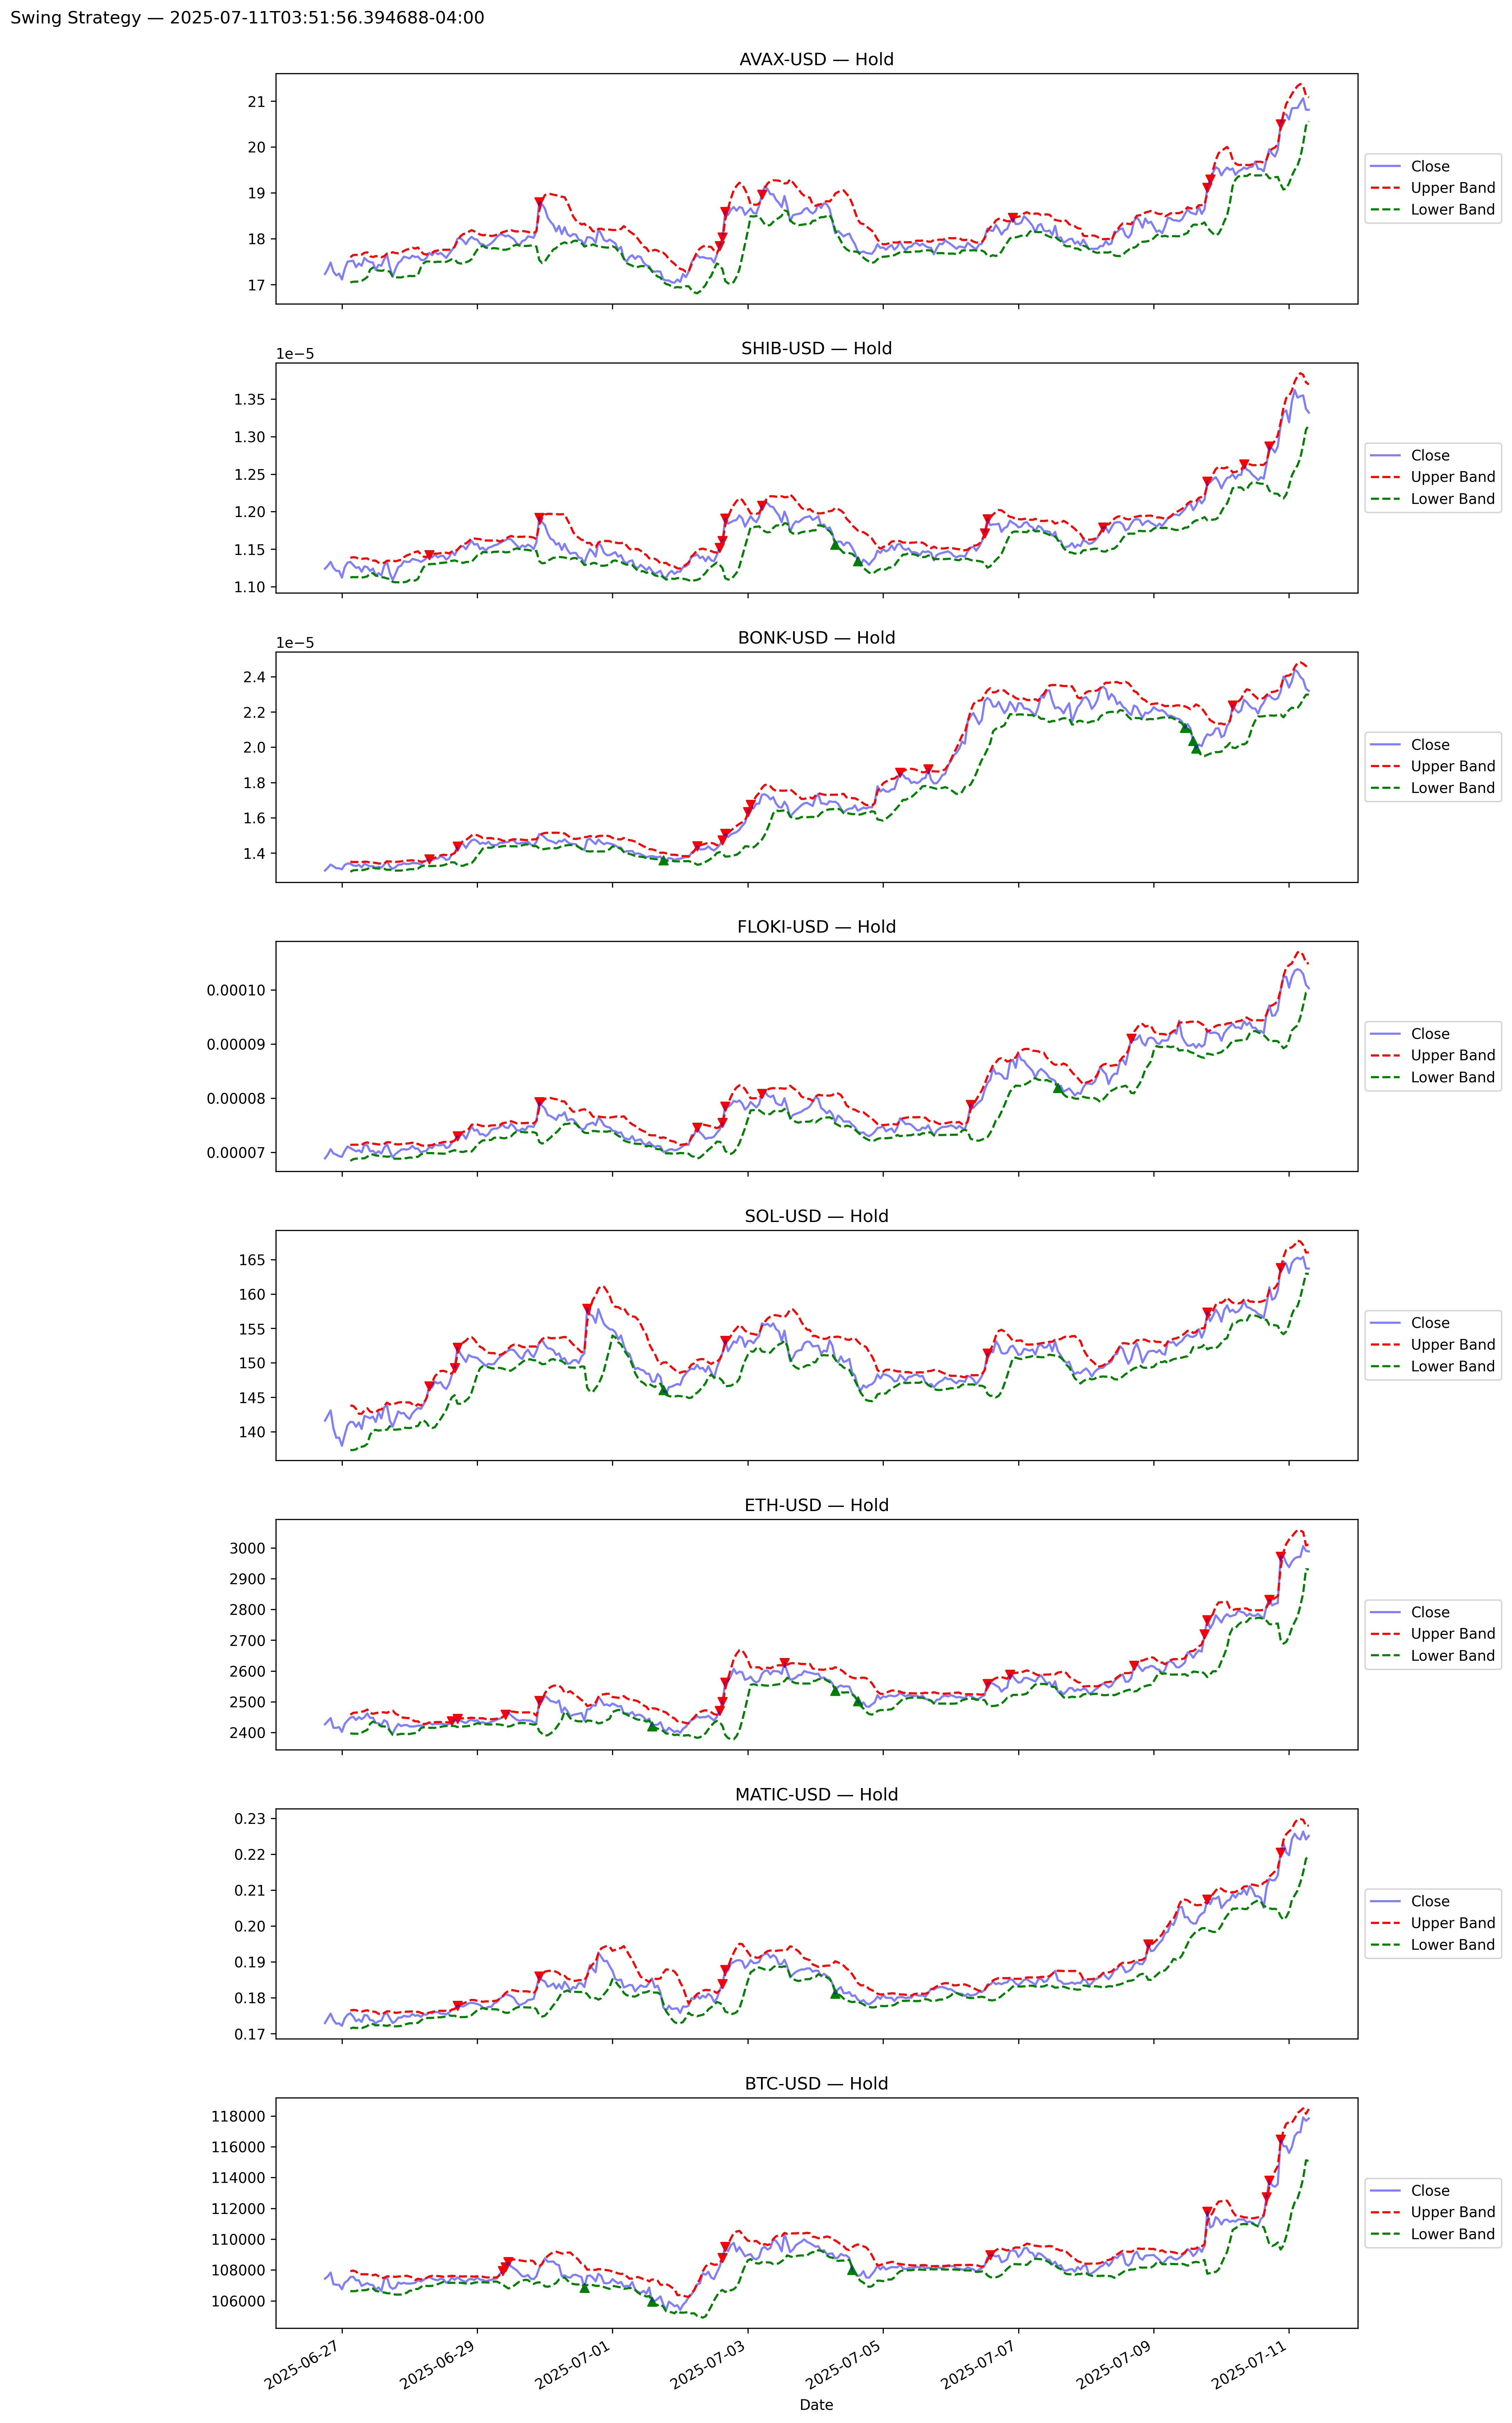 Swing Strategy — 2025-07-11T03:51:56.394688-04:00
AVAX-USD — Hold
21
20
19
18
17
Close
Upper Band
Lower Band
SHIB-USD — Hold
1e−5
1.35
1.30
1.25
1.20
1.15
1.10
Close
Upper Band
Lower Band
BONK-USD — Hold
1e−5
2.4
2.2
2.0
1.8
1.6
1.4
Close
Upper Band
Lower Band
FLOKI-USD — Hold
0.00010
0.00009
0.00008
0.00007
Close
Upper Band
Lower Band
SOL-USD — Hold
165
160
155
150
145
140
Close
Upper Band
Lower Band
ETH-USD — Hold
3000
2900
2800
2700
2600
2500
2400
Close
Upper Band
Lower Band
MATIC-USD — Hold
0.23
0.22
0.21
0.20
0.19
0.18
0.17
Close
Upper Band
Lower Band
BTC-USD — Hold
118000
116000
114000
112000
110000
108000
106000
Close
Upper Band
Lower Band
2025-06-27
2025-06-29
2025-07-01
2025-07-03
2025-07-05
2025-07-07
2025-07-09
2025-07-11
Date